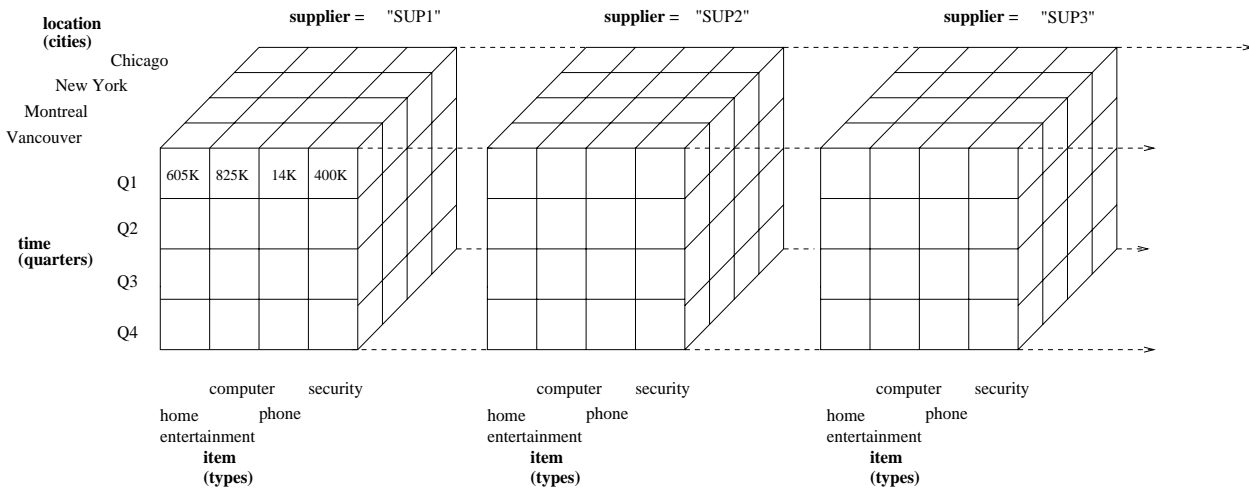 supplier = "SUP1"
supplier = "SUP2"
supplier = "SUP3"
location
(cities)
Chicago
New York
Montreal
Vancouver
Q1
605K 825K 14K 400K
Q2
time
(quarters)
Q3
Q4
computer security
home phone
entertainment
item
(types)
computer security
home phone
entertainment
item
(types)
computer security
home phone
entertainment
item
(types)